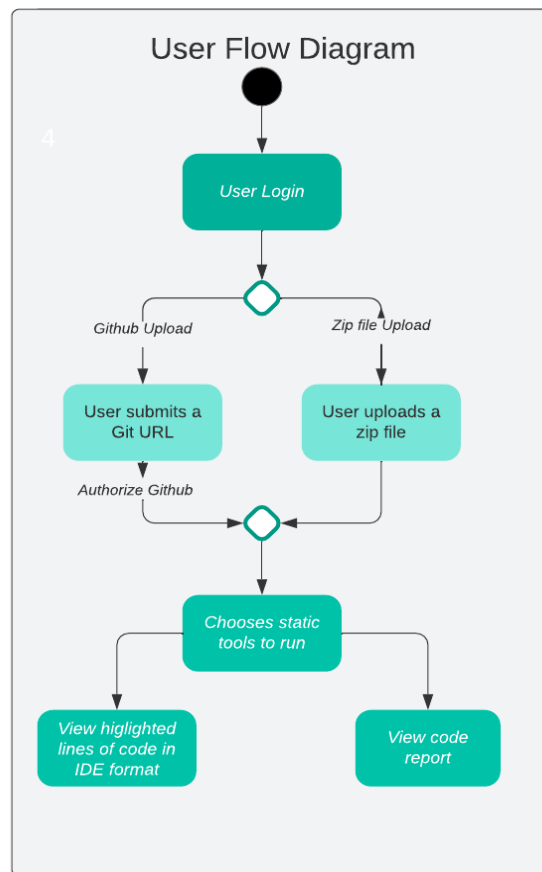 User Flow Diagram
4
User Login
Github Upload
Zip file Upload
User submits a
Git URL
User uploads a
zip file
Authorize Github
Chooses static
tools to run
View higlighted
lines of code in
IDE format
View code
report